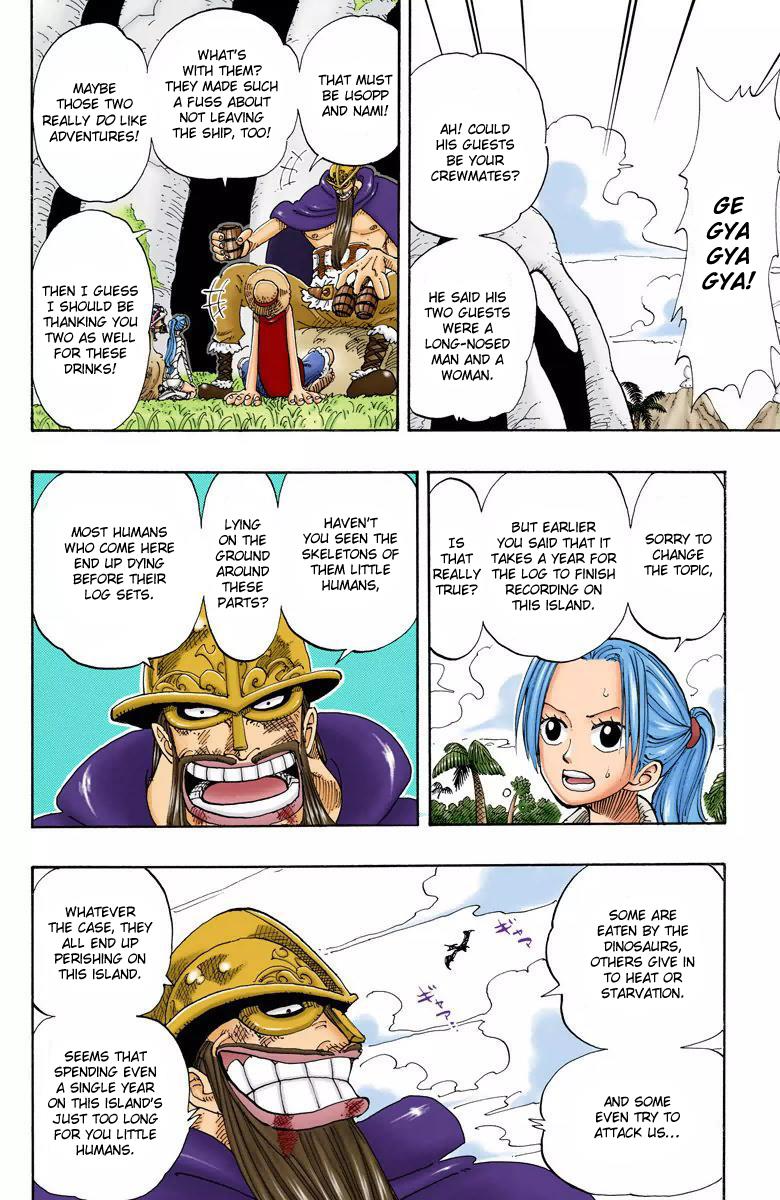 GE
GYA
GYA
GYA!
AH! COULD
HIS GUESTS
BE YOUR
CREWMATES?
HE SAID HIS
TWO GUESTS
WERE A
LONG-NOSED
MAN AND A
WOMAN.
THAT MUST
BE USOPP
AND NAMI!
WHAT'S
WITH THEM?
THEY MADE SUCH
A FUSS ABOUT
NOT LEAVING
THE SHIP, TOO!
MAYBE
THOSE TWO
REALLY DO LIKE
ADVENTURES!
THEN I GUESS
I SHOULD BE
THANKING YOU
TWO AS WELL
FOR THESE
DRINKS!
SORRY TO
CHANGE
THE TOPIC,
BUT EARLIER
YOU SAID THAT IT
TAKES A YEAR FOR
THE LOG TO FINISH
RECORDING ON
THIS ISLAND.
IS
THAT
REALLY
TRUE?
HAVEN'T
YOU SEEN THE
SKELETONS OF
THEM LITTLE
HUMANS,
LYING
ON THE
GROUND
AROUND
THESE
PARTS?
MOST HUMANS
WHO COME HERE
END UP DYING
BEFORE THEIR
LOG SETS.
SOME ARE
EATEN BY THE
DINOSAURS,
OTHERS GIVE IN
TO HEAT OR
STARVATION.
AND SOME
EVEN TRY TO
ATTACK US...
WHATEVER
THE CASE, THEY
ALL END UP
PERISHING ON
THIS ISLAND.
SEEMS THAT
SPENDING EVEN
A SINGLE YEAR
ON THIS ISLAND'S
JUST TOO LONG
FOR YOU LITTLE
HUMANS.